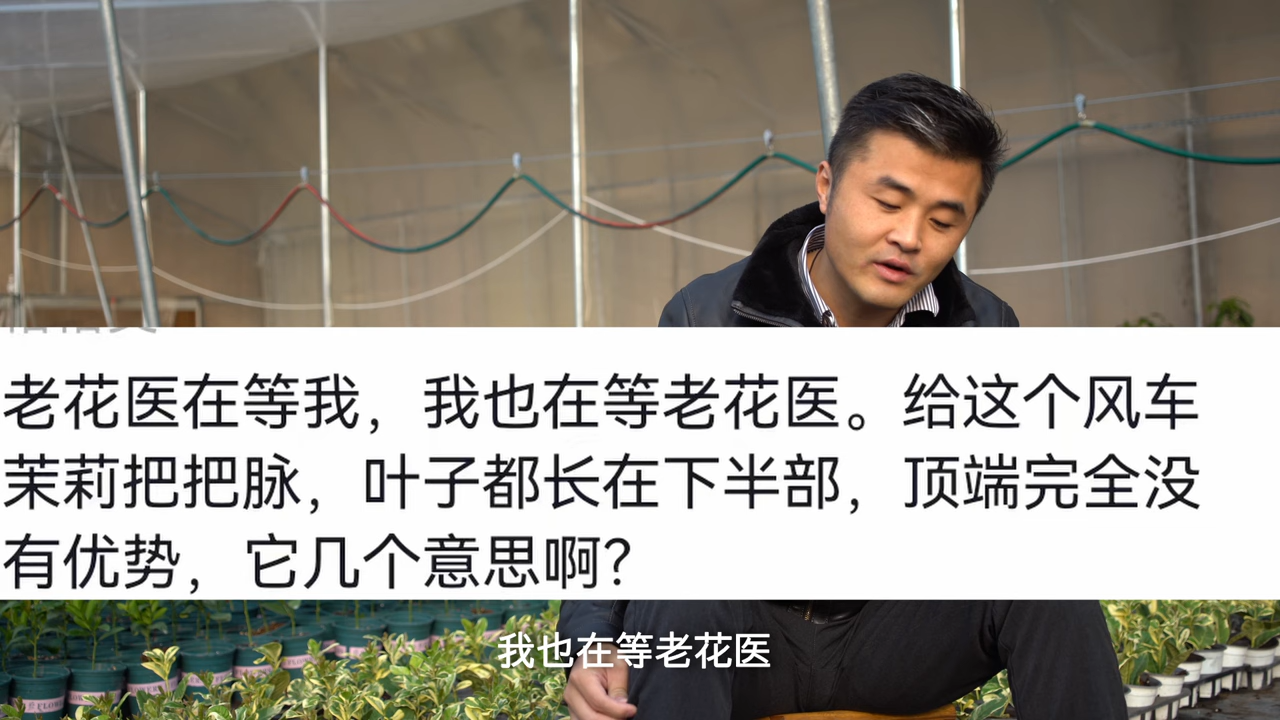 老花医在等我，我也在等老花医。给这个风车
茉莉把把脉，叶子都长在下半部，顶端完全没
有优势，它几个意思啊？
我也在等老花医